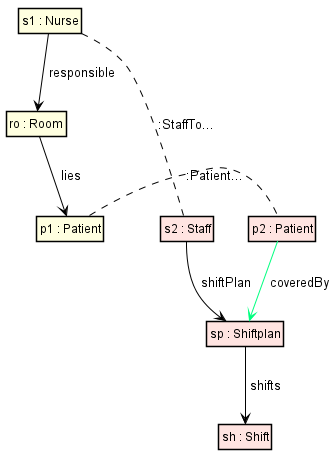 s1 : Nurse
responsible
ro : Room
:StaffTo...
lies
:Patient...
p1 : Patient
s2 : Staff
p2 : Patient
shiftPlan
coveredBy
sp : Shiftplan
shifts
sh : Shift